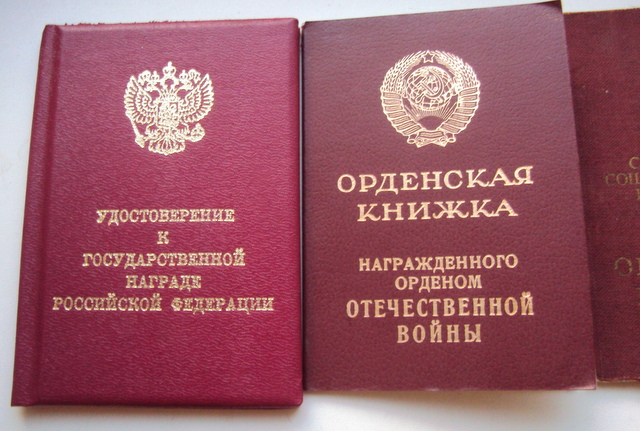 УДОСТОВЕРЕНИЕ
К
ГОСУДАРСТВЕННОЙ
НАГРАДЕ
РОССИЙСКОЙ ФЕДЕРАЦИИ
ОРДЕНСКАЯ
КНИЖКА
НАГРАЖДЕННОГО
ОРДЕНОМ
ОТЕЧЕСТВЕННОЙ
ВОЙНЫ